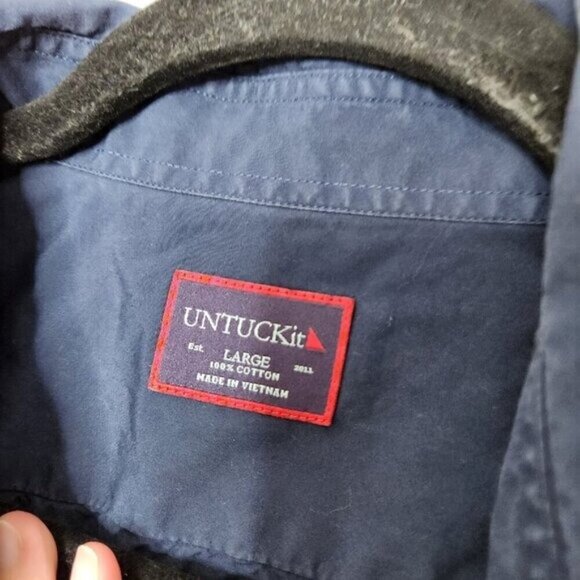 UNTUCKit
Est. LARGE 2011
100% COTTON
MADE IN VIETNAM